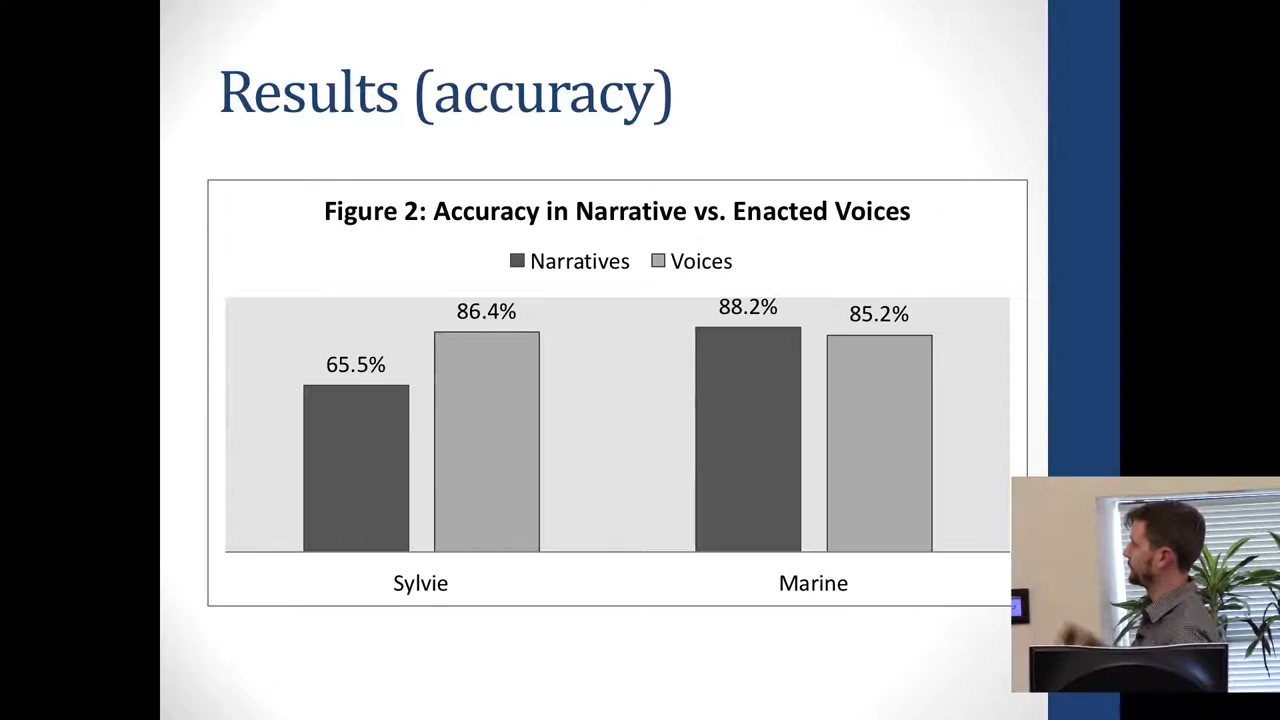 Results (accuracy)
Figure 2: Accuracy in Narrative vs. Enacted Voices
Narratives Voices
65.5% 86.4% 88.2% 85.2%
Sylvie Marine